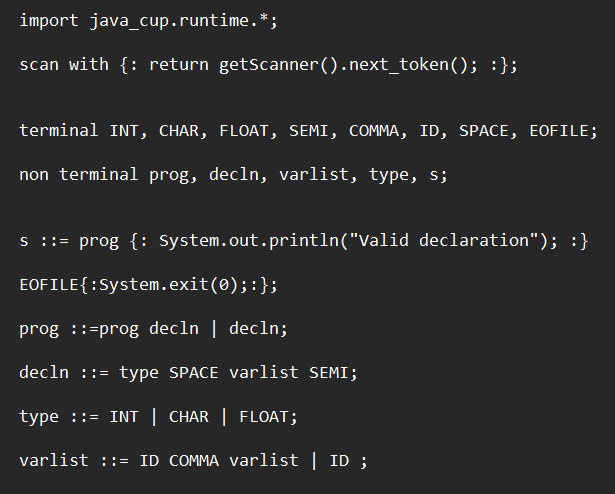 import java_cup.runtime.*;
scan with {: return getScanner().next_token(); :};
terminal INT, CHAR, FLOAT, SEMI, COMMA, ID, SPACE, EOFILE;
non terminal prog, decln, varlist, type, s;
s ::= prog {: System.out.println("Valid declaration"); :}
EOFILE{:System.exit(0);:};
prog ::=prog decln | decln;
decln ::= type SPACE varlist SEMI;
type ::= INT | CHAR | FLOAT;
varlist ::= ID COMMA varlist | ID ;